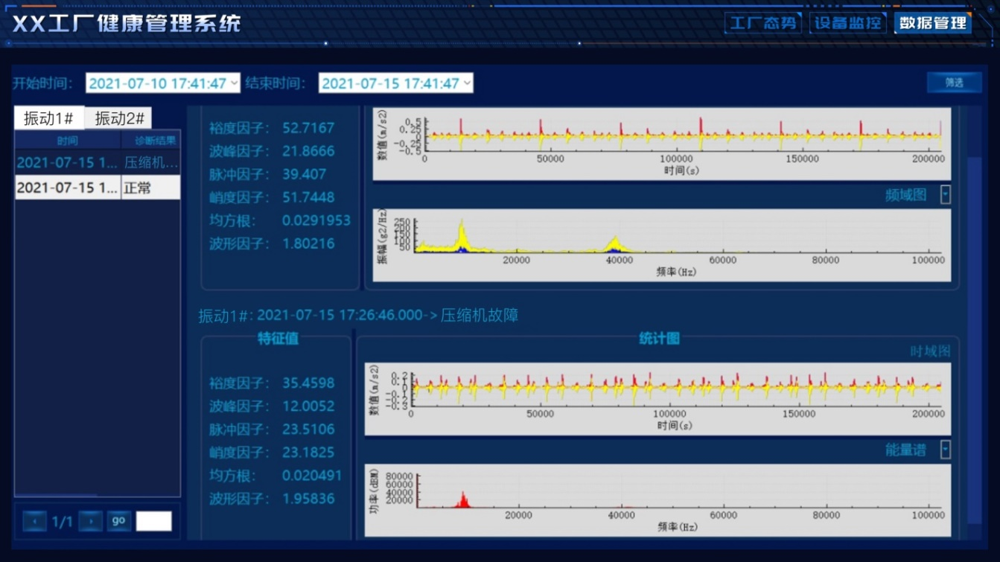 XX工厂健康管理系统
工厂态势 设备监控 数据管理
开始时间: 2021-07-10 17:41:47 结束时间: 2021-07-15 17:41:47 筛选
振动1# 振动2#
时间 诊断结果
2021-07-15 1... 压缩机...
2021-07-15 1... 正常
1/1 go
裕度因子: 52.7167
波峰因子: 21.8666
脉冲因子: 39.407
峭度因子: 51.7448
均方根: 0.0291953
波形因子: 1.80216
数值(m/s2)
0.5
0.25
0
-0.25
-0.5
0 50000 100000 150000 200000
时间(s)
频域图
振幅(g2/Hz)
250
200
150
100
50
20000 40000 60000 80000 100000
频率(Hz)
振动1#: 2021-07-15 17:26:46.000-> 压缩机故障
特征值
裕度因子: 35.4598
波峰因子: 12.0052
脉冲因子: 23.5106
峭度因子: 23.1825
均方根: 0.020491
波形因子: 1.95836
统计图
时域图
数值(m/s2)
0.2
0.1
0
-0.1
-0.2
-0.3
0 50000 100000 150000 200000
时间(s)
能量谱
功率(dBM)
80000
60000
40000
20000
20000 40000 60000 80000 100000
频率(Hz)